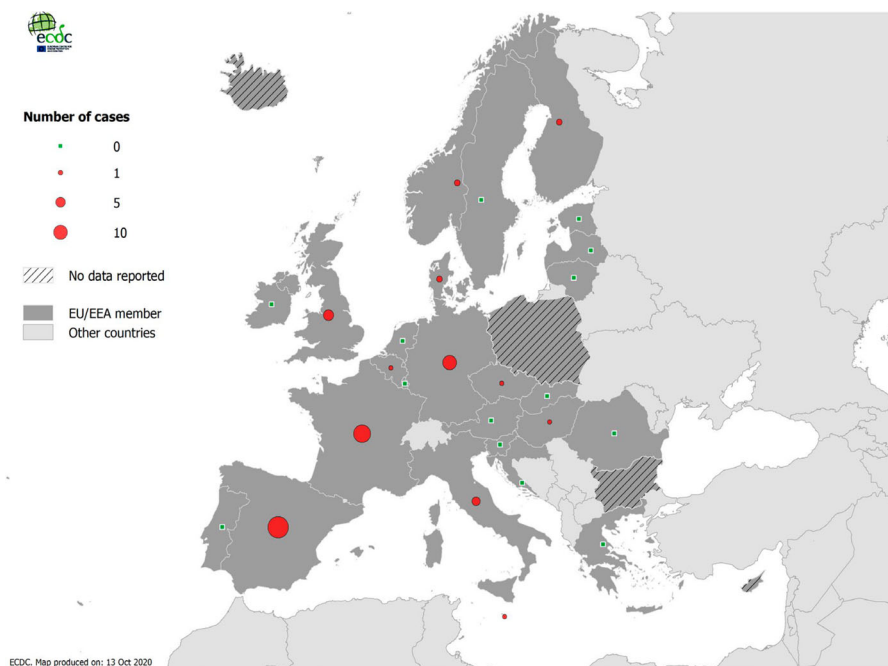 ecdc
Number of cases
0
1
5
10
No data reported
EU/EEA member
Other countries
ECDC. Map produced on: 13 Oct 2020